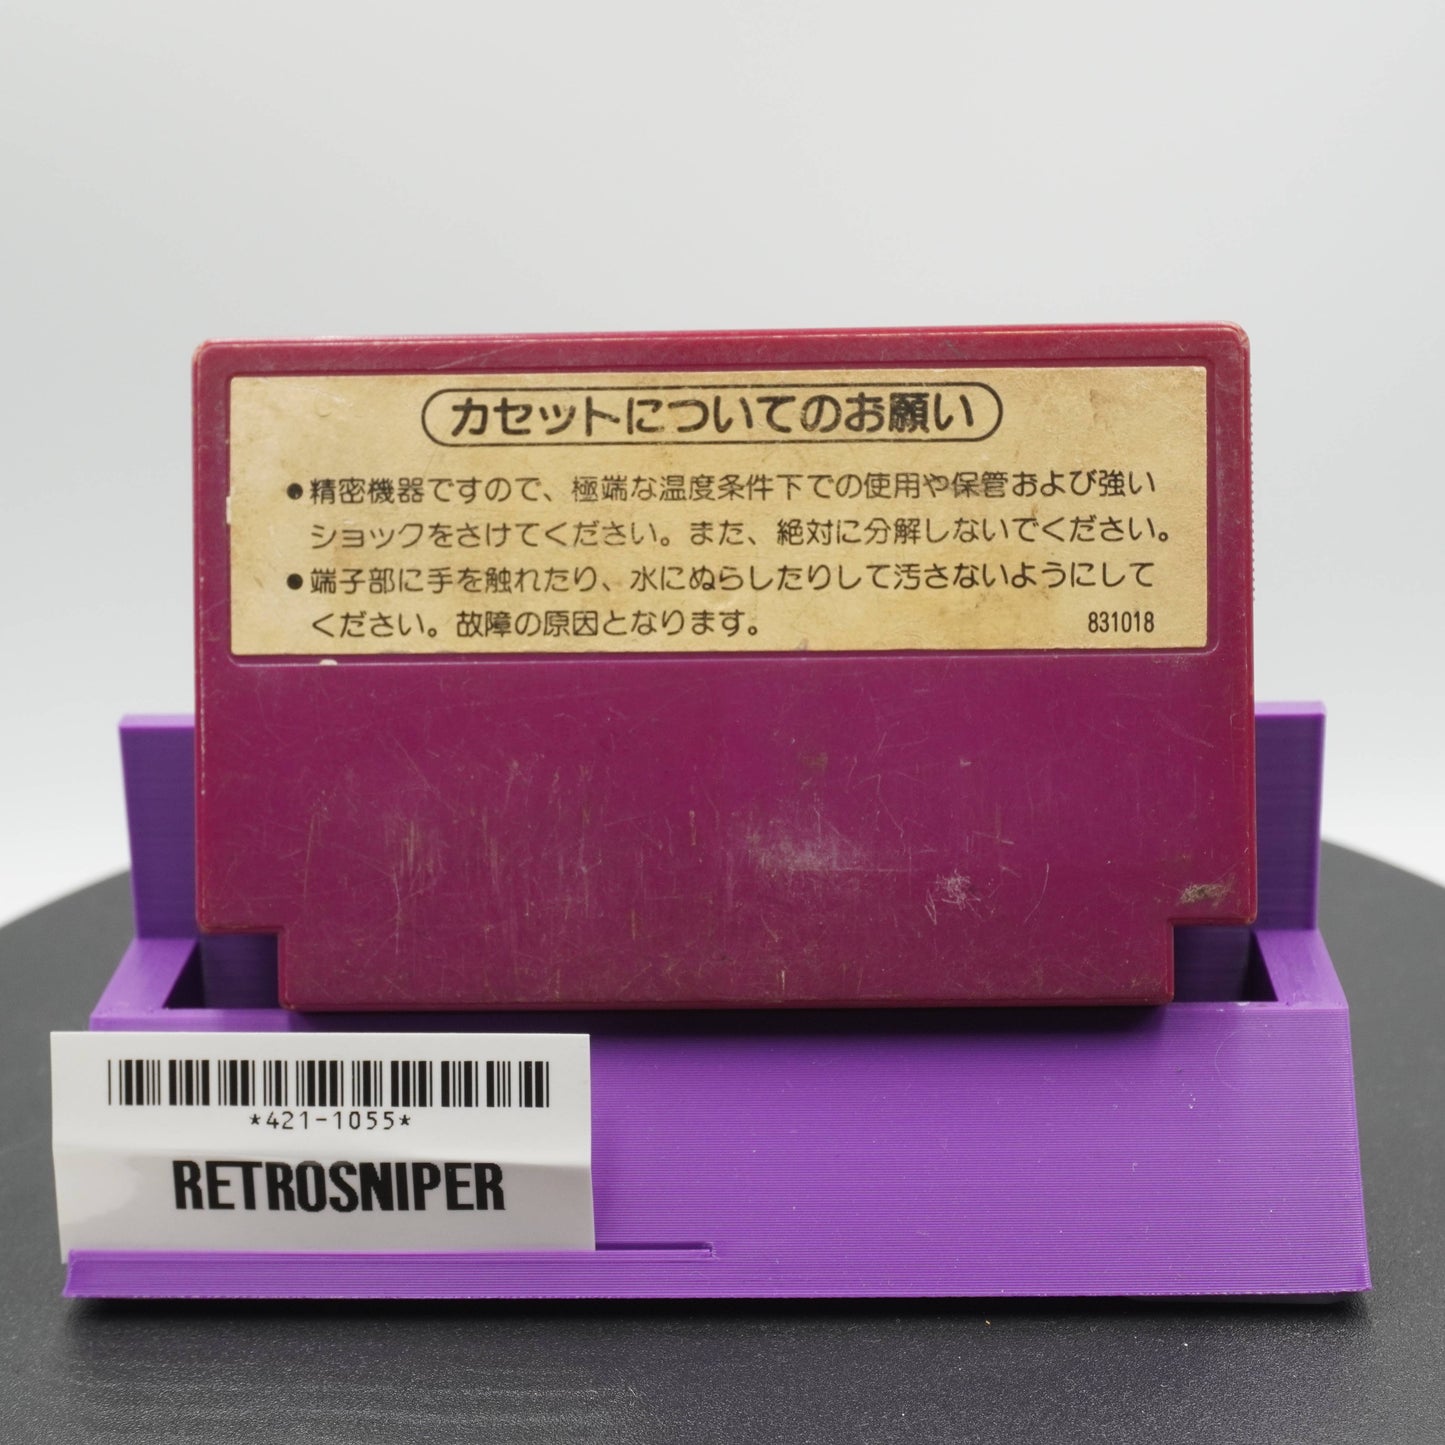 カセットについてのお願い
●精密機器ですので、極端な温度条件下での使用や保管および強い
ショックをさけてください。また、絶対に分解しないでください。
●端子部に手を触れたり、水にぬらしたりして汚さないようにして
ください。故障の原因となります。 831018
*421-1055*
RETROSNIPER